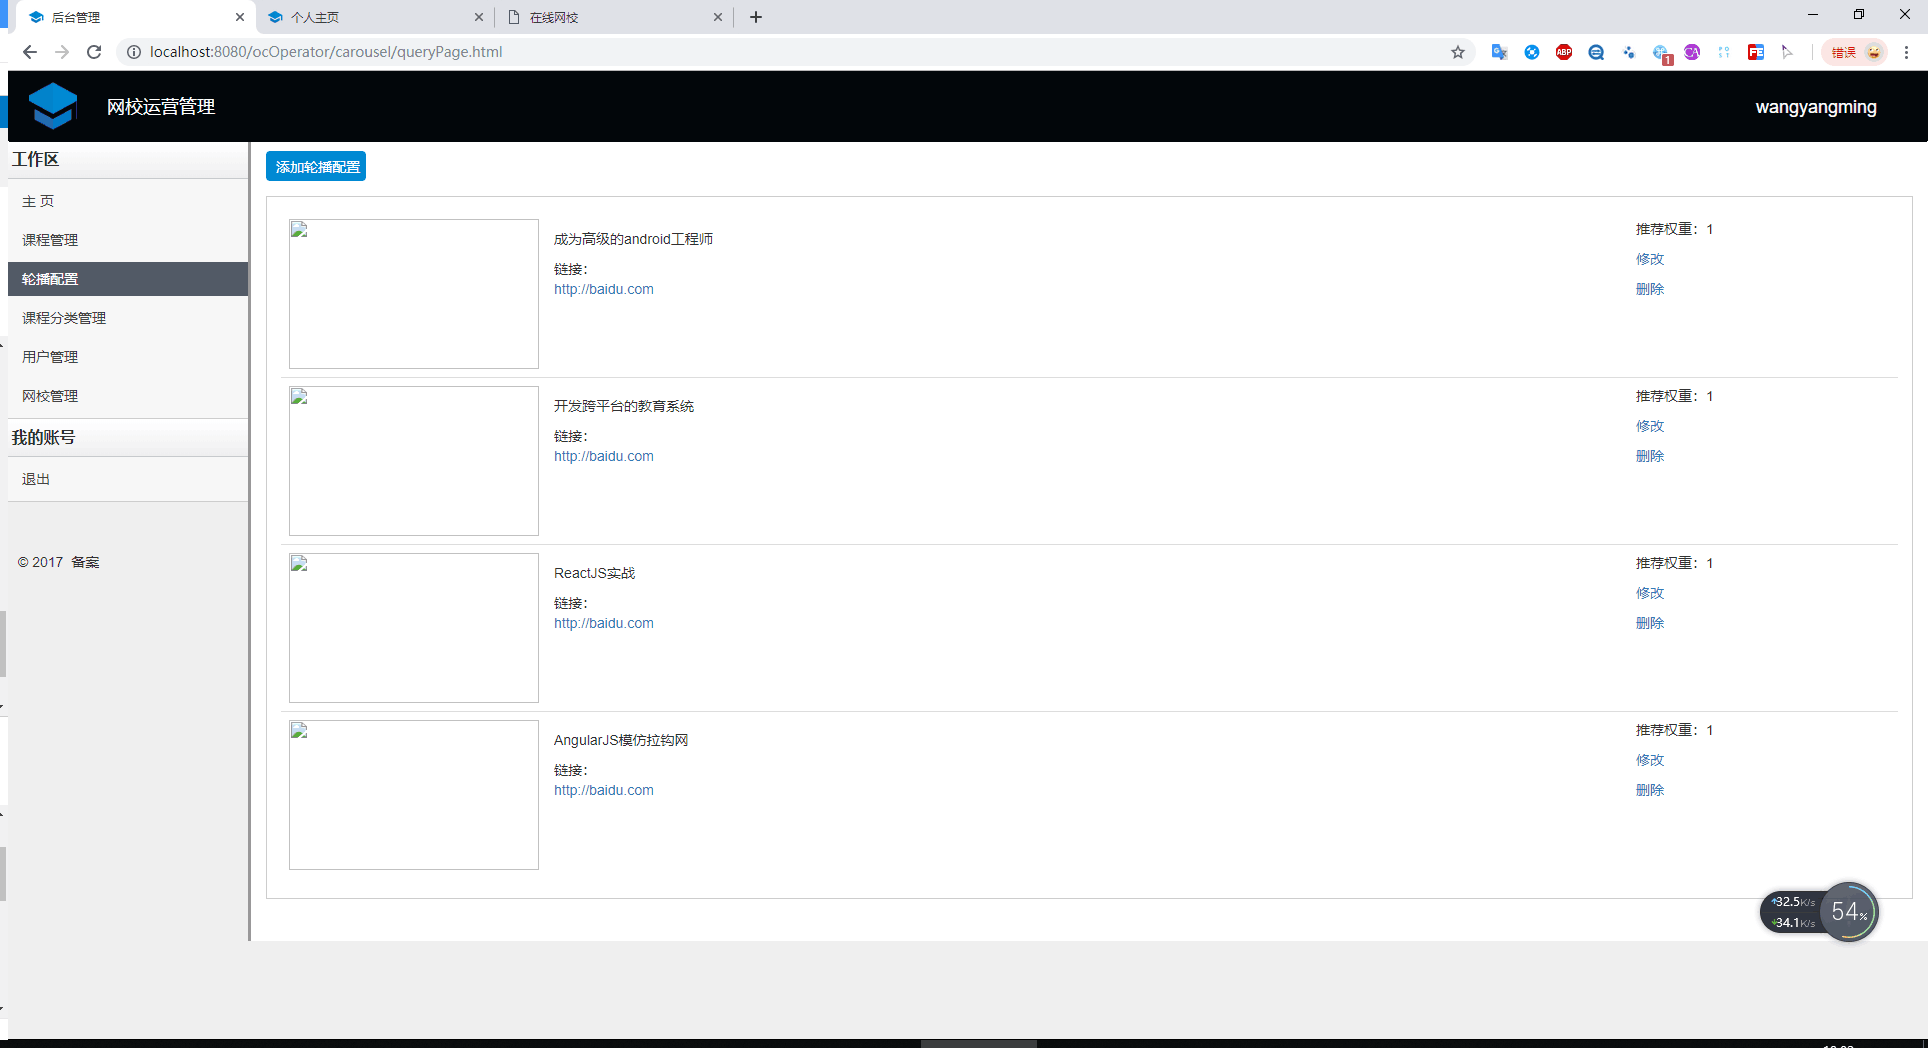 后台管理
个人主页
在线网校
localhost:8080/ocOperator/carousel/queryPage.html
ABP
1
CA
FE
错误
网校运营管理
wangyangming
工作区
主 页
课程管理
轮播配置
课程分类管理
用户管理
网校管理
我的账号
退出
© 2017 备案
添加轮播配置
成为高级的android工程师
链接：
http://baidu.com
推荐权重：1
修改
删除
开发跨平台的教育系统
链接：
http://baidu.com
推荐权重：1
修改
删除
ReactJS实战
链接：
http://baidu.com
推荐权重：1
修改
删除
AngularJS模仿拉钩网
链接：
http://baidu.com
推荐权重：1
修改
删除
32.5K/s
34.1K/s
54%